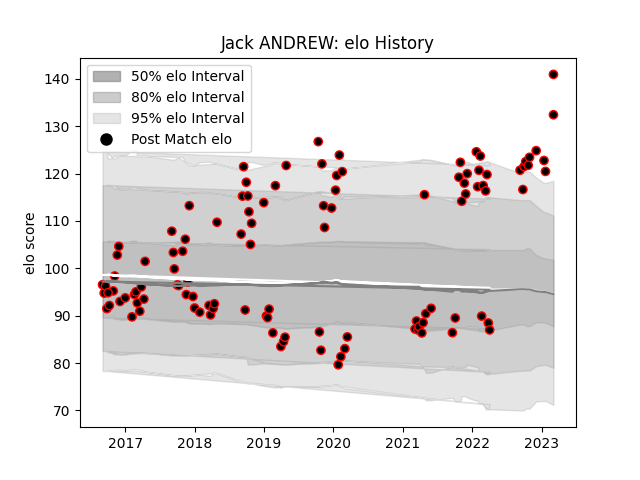 Jack ANDREW: elo History
50% elo Interval
80% elo Interval
95% elo Interval
Post Match elo
elo score
140
130
120
110
100
90
80
70
2017
2018
2019
2020
2021
2022
2023